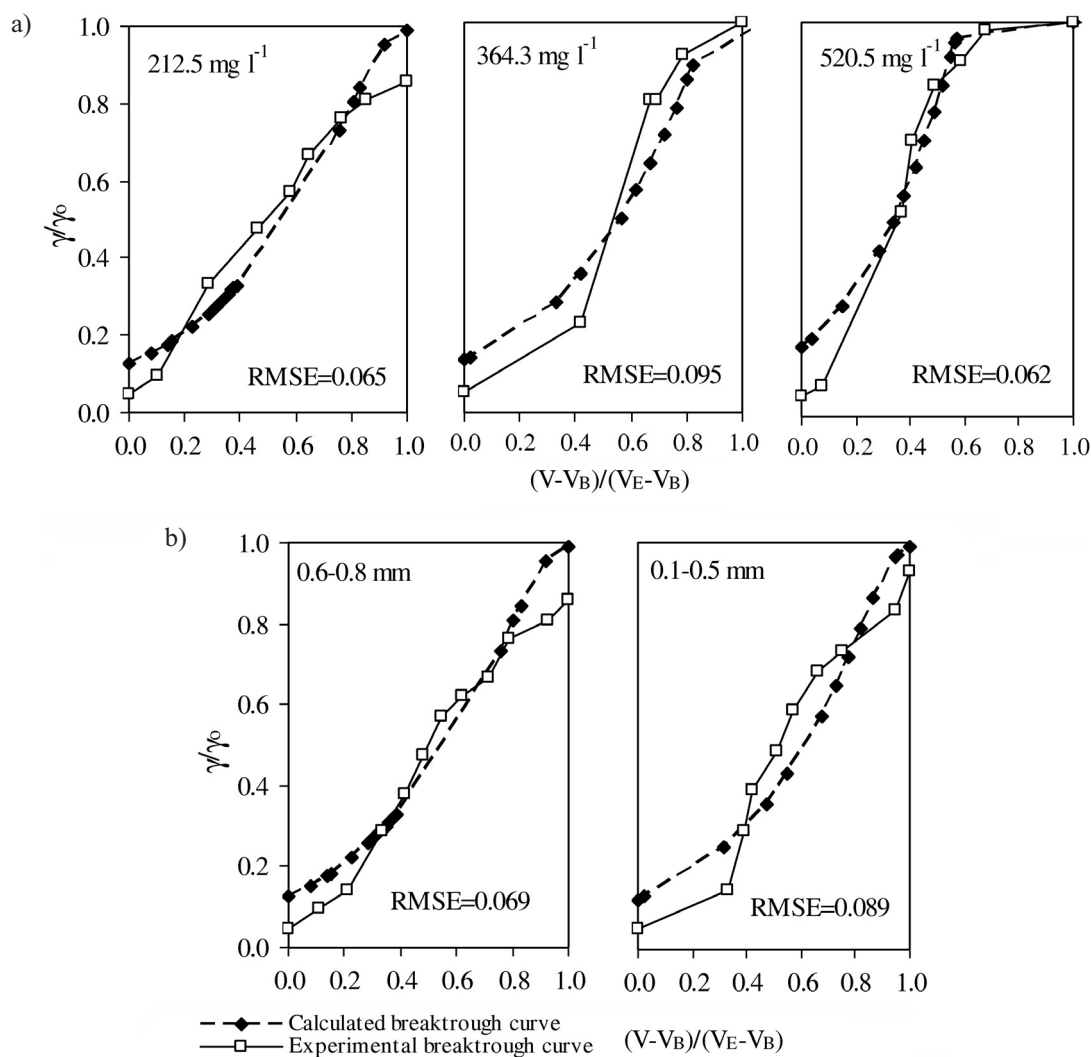 a)
212.5 mg l⁻¹
364.3 mg l⁻¹
520.5 mg l⁻¹
γ/γ₀
1.0
0.8
0.6
0.4
0.2
0.0
RMSE=0.065
RMSE=0.095
RMSE=0.062
0.0 0.2 0.4 0.6 0.8 1.0
0.0 0.2 0.4 0.6 0.8 1.0
0.0 0.2 0.4 0.6 0.8 1.0
(V-VB)/(VE-VB)
b)
0.6-0.8 mm
0.1-0.5 mm
γ/γ₀
1.0
0.8
0.6
0.4
0.2
0.0
RMSE=0.069
RMSE=0.089
0.0 0.2 0.4 0.6 0.8 1.0
0.0 0.2 0.4 0.6 0.8 1.0
Calculated breaktrough curve
Experimental breaktrough curve
(V-VB)/(VE-VB)